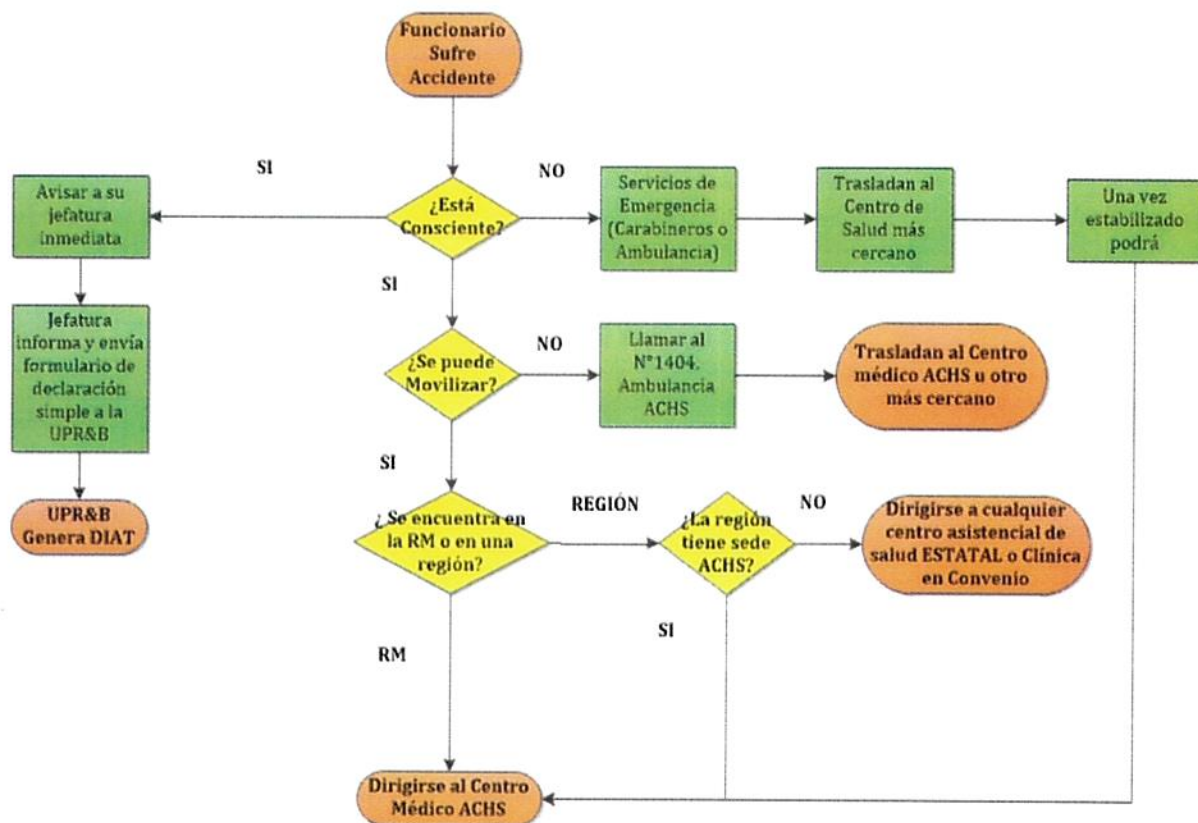 Funcionario
Sufre
Accidente
SI
NO
Avisar a su
jefatura
inmediata
¿Está
Consciente?
Servicios de
Emergencia
(Carabineros o
Ambulancia)
Trasladan al
Centro de
Salud más
cercano
Una vez
estabilizado
podrá
SI
Jefatura
informa y envía
formulario de
declaración
simple a la
UPR&B
¿Se puede
Movilizar?
NO
Llamar al
N°1404.
Ambulancia
ACHS
Trasladan al Centro
médico ACHS u otro
más cercano
SI
UPR&B
Genera DIAT
¿ Se encuentra en
la RM o en una
región?
REGIÓN
¿La región
tiene sede
ACHS?
NO
Dirigirse a cualquier
centro asistencial de
salud ESTATAL o Clínica
en Convenio
SI
RM
Dirigirse al Centro
Médico ACHS